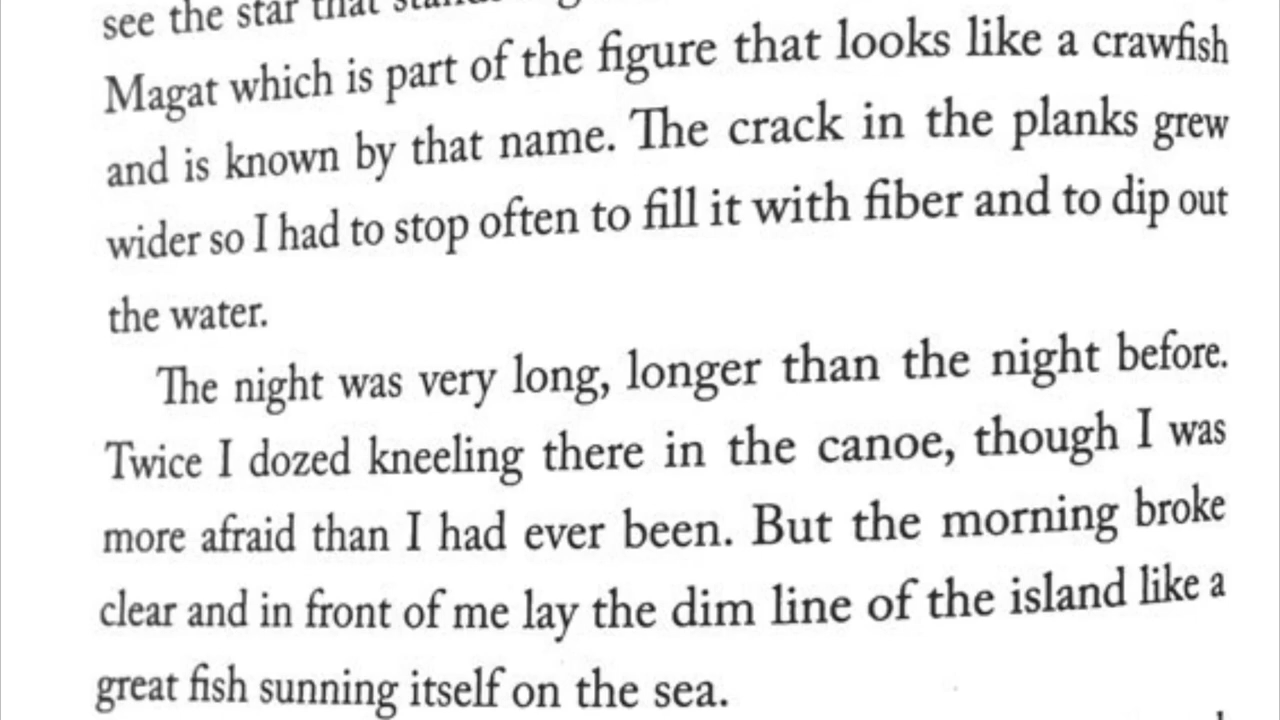 see the star that
Magat which is part of the figure that looks like a crawfish
and is known by that name. The crack in the planks grew
wider so I had to stop often to fill it with fiber and to dip out
the water.
The night was very long, longer than the night before.
Twice I dozed kneeling there in the canoe, though I was
more afraid than I had ever been. But the morning broke
clear and in front of me lay the dim line of the island like a
great fish sunning itself on the sea.